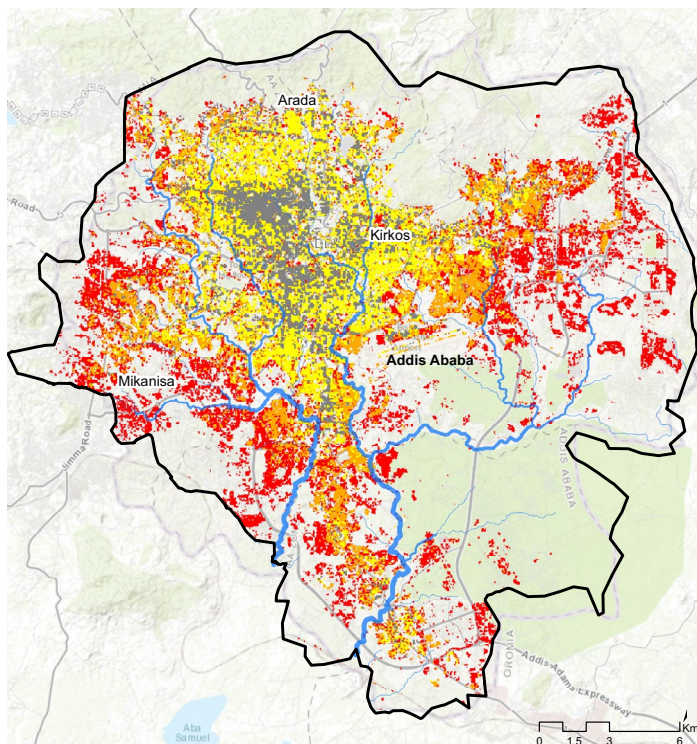 Arada
Road
Kirkos
Airport
Addis Ababa
Mikanisa
Jimma Road
ADDIS ABABA
OROMIA
Addis-Adama Expressway
Aba
Samuel
Km
0 1.5 3 6